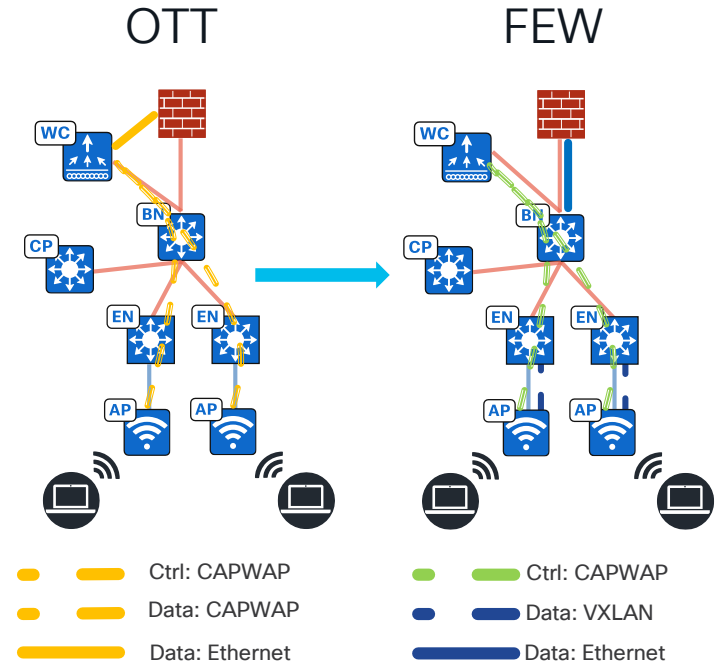 OTT
FEW
WC
WC
BN
BN
CP
CP
EN
EN
EN
EN
AP
AP
AP
AP
Ctrl: CAPWAP
Ctrl: CAPWAP
Data: CAPWAP
Data: VXLAN
Data: Ethernet
Data: Ethernet